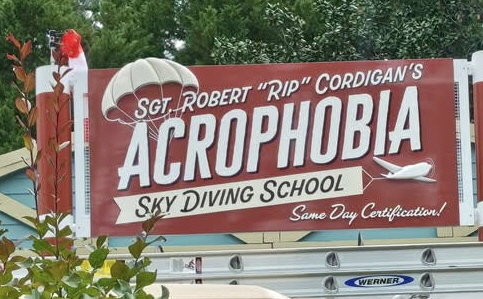 SGT. ROBERT "RIP" CORDIGAN'S
ACROPHOBIA
SKY DIVING SCHOOL
Same Day Certification!
WERNER